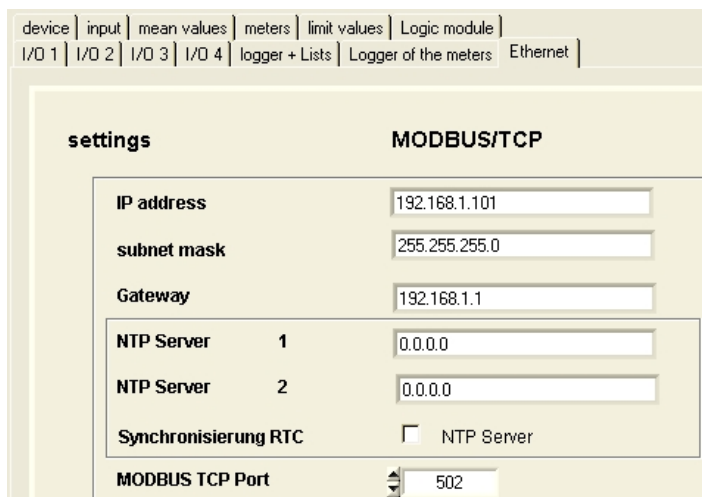 device input mean values meters limit values Logic module
I/O 1 I/O 2 I/O 3 I/O 4 logger + Lists Logger of the meters Ethernet
settings MODBUS/TCP
IP address 192.168.1.101
subnet mask 255.255.255.0
Gateway 192.168.1.1
NTP Server 1 0.0.0.0
NTP Server 2 0.0.0.0
Synchronisierung RTC NTP Server
MODBUS TCP Port 502